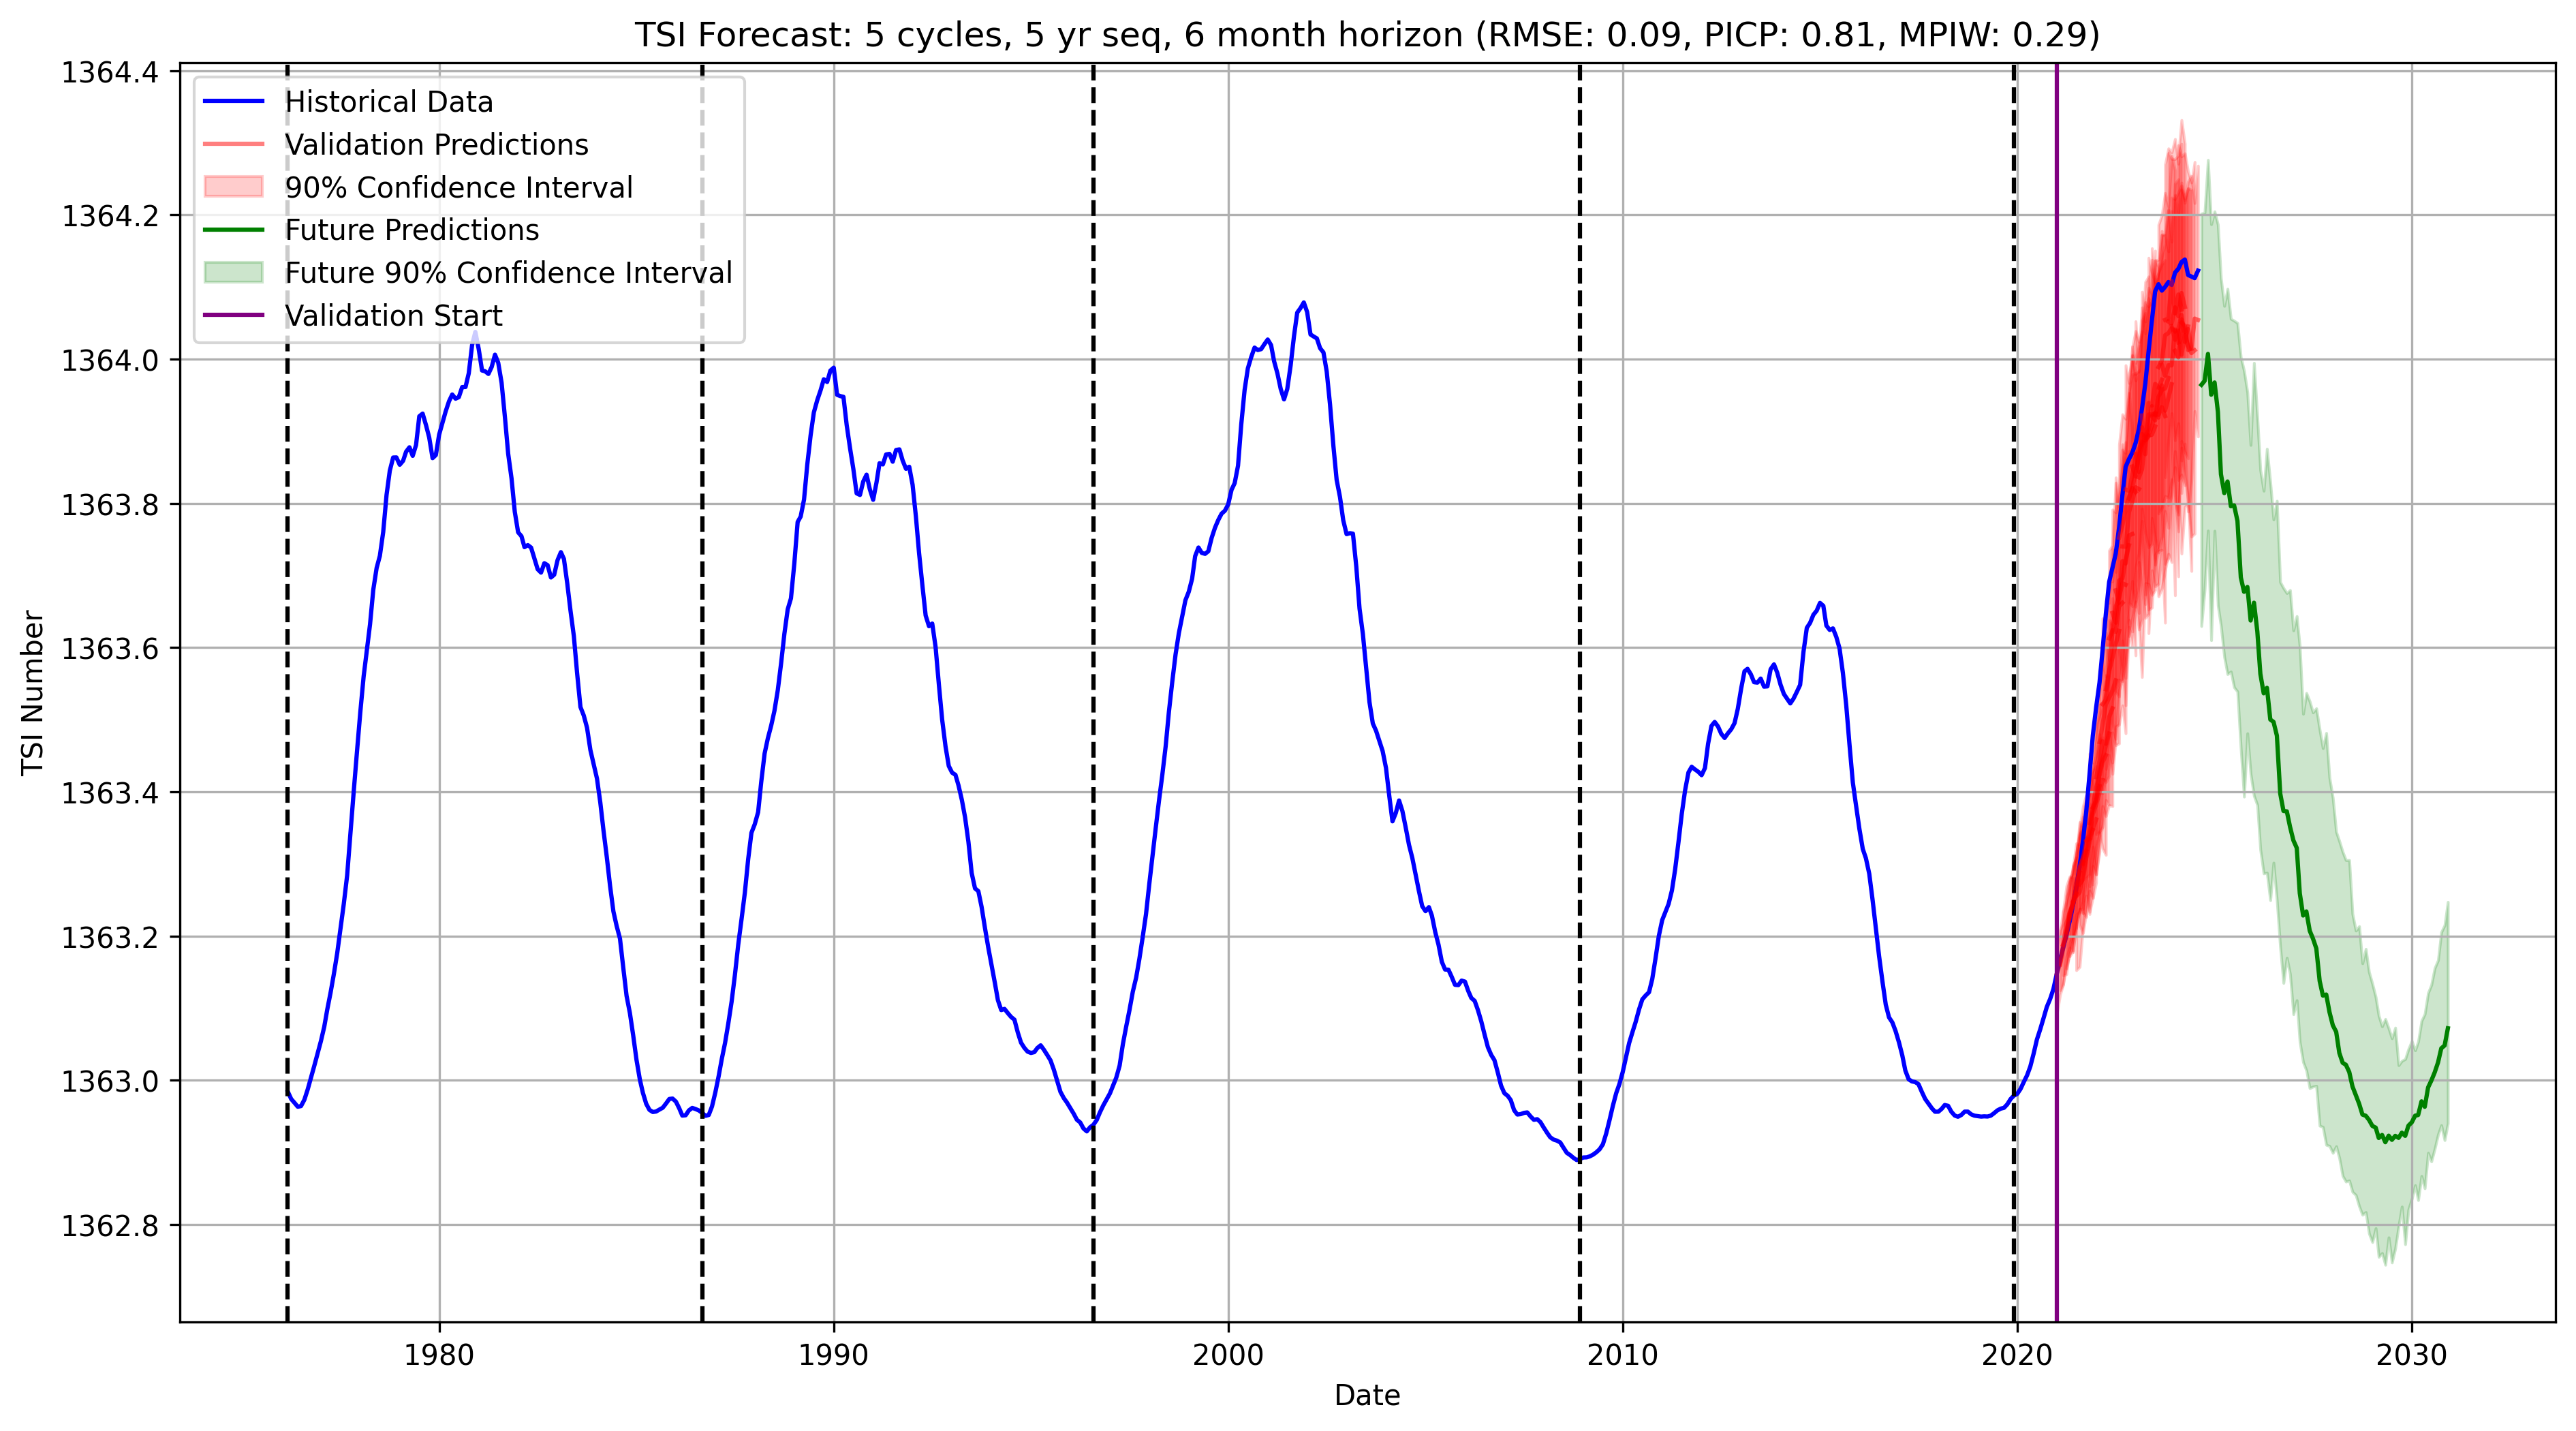 TSI Forecast: 5 cycles, 5 yr seq, 6 month horizon (RMSE: 0.09, PICP: 0.81, MPIW: 0.29)
Historical Data
Validation Predictions
90% Confidence Interval
Future Predictions
Future 90% Confidence Interval
Validation Start
TSI Number
1364.4
1364.2
1364.0
1363.8
1363.6
1363.4
1363.2
1363.0
1362.8
1980
1990
2000
2010
2020
2030
Date